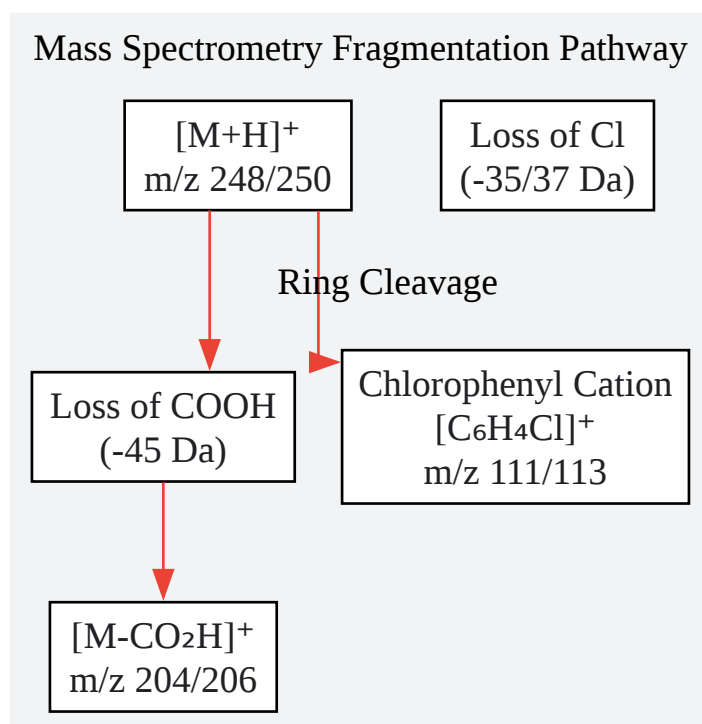 Mass Spectrometry Fragmentation Pathway
[M+H]⁺
m/z 248/250
Loss of Cl
(-35/37 Da)
Ring Cleavage
Loss of COOH
(-45 Da)
Chlorophenyl Cation
[C₆H₄Cl]⁺
m/z 111/113
[M-CO₂H]⁺
m/z 204/206